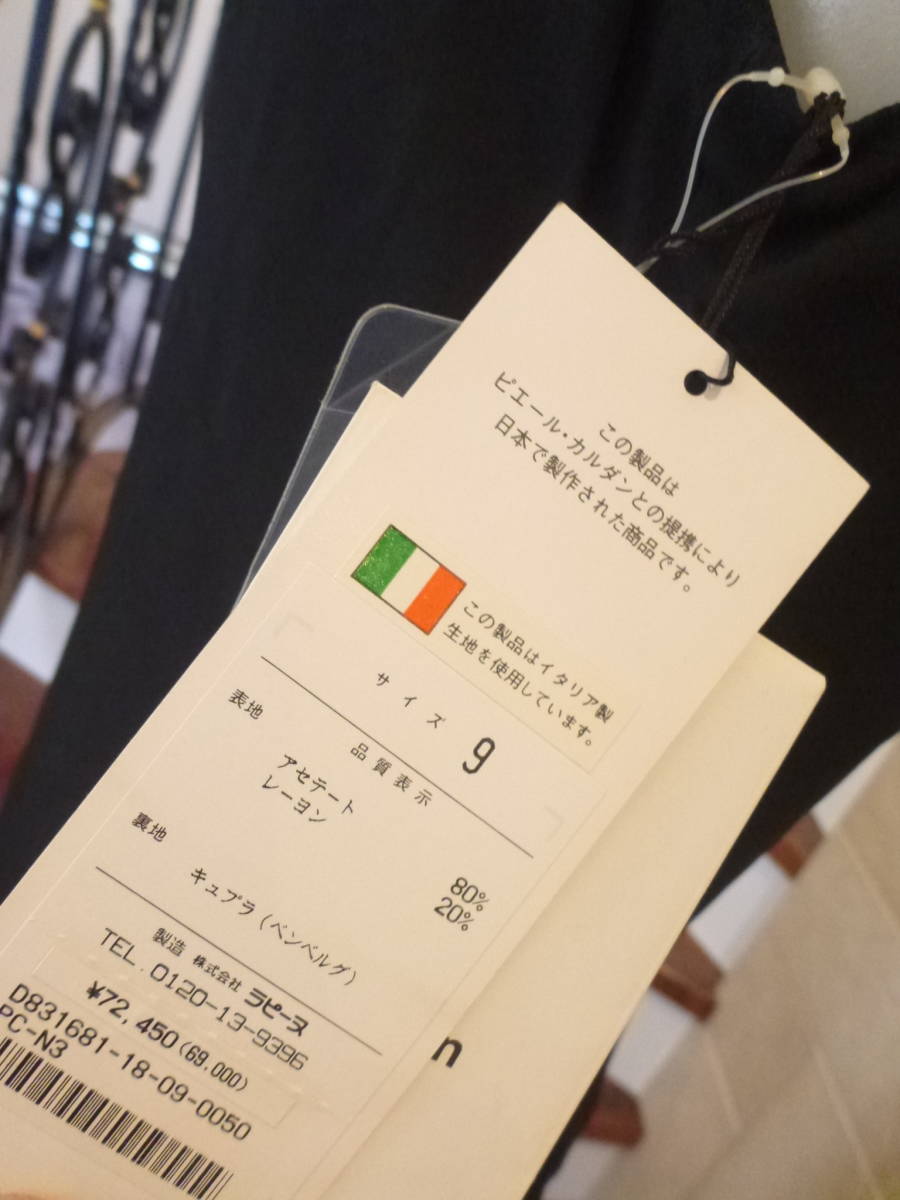 この製品は
ピエール・カルダンとの提携により
日本で製作された商品です。
この製品はイタリア製
生地を使用しています。
サイズ 9
品質表示
表地
アセテート 80%
レーヨン 20%
裏地
キュプラ(ベンベルグ)
製造 株式会社 ラピーヌ
TEL.0120-13-9396
¥72,450(69,000)
D831681-18-09-0050
PC-N3
n